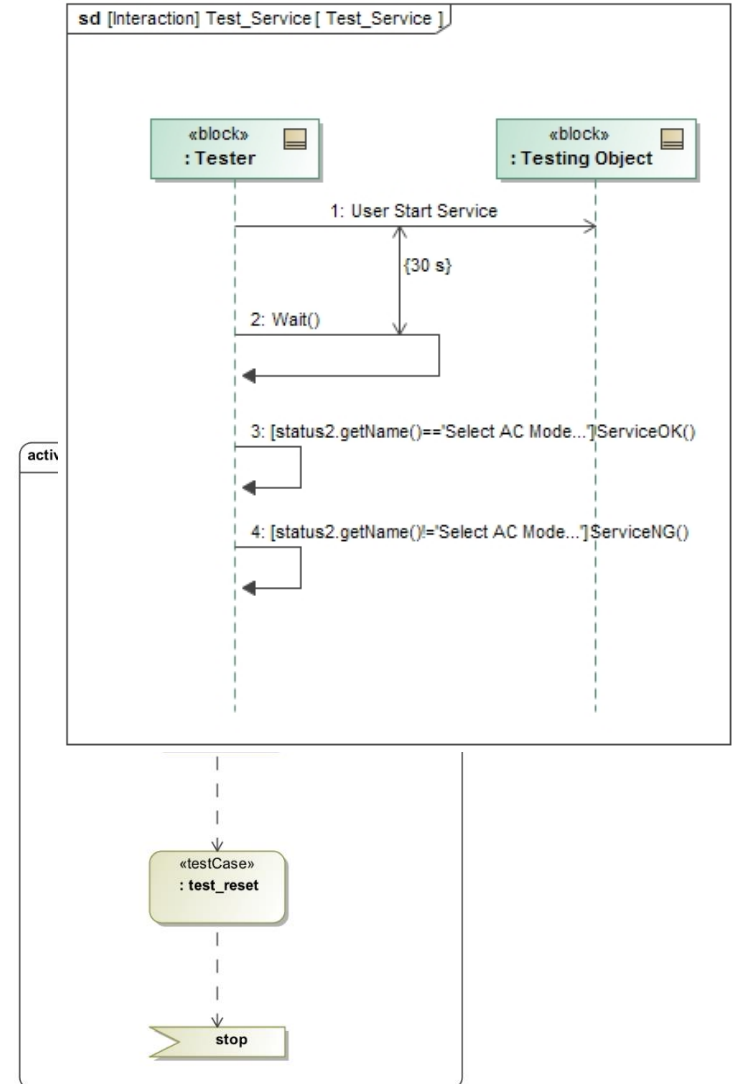 sd [Interaction] Test_Service [ Test_Service ]
«block»
: Tester
«block»
: Testing Object
1: User Start Service
{30 s}
2: Wait()
3: [status2.getName()=="Select AC Mode..."]ServiceOK()
4: [status2.getName()!="Select AC Mode..."]ServiceNG()
activ
«testCase»
: test_reset
stop